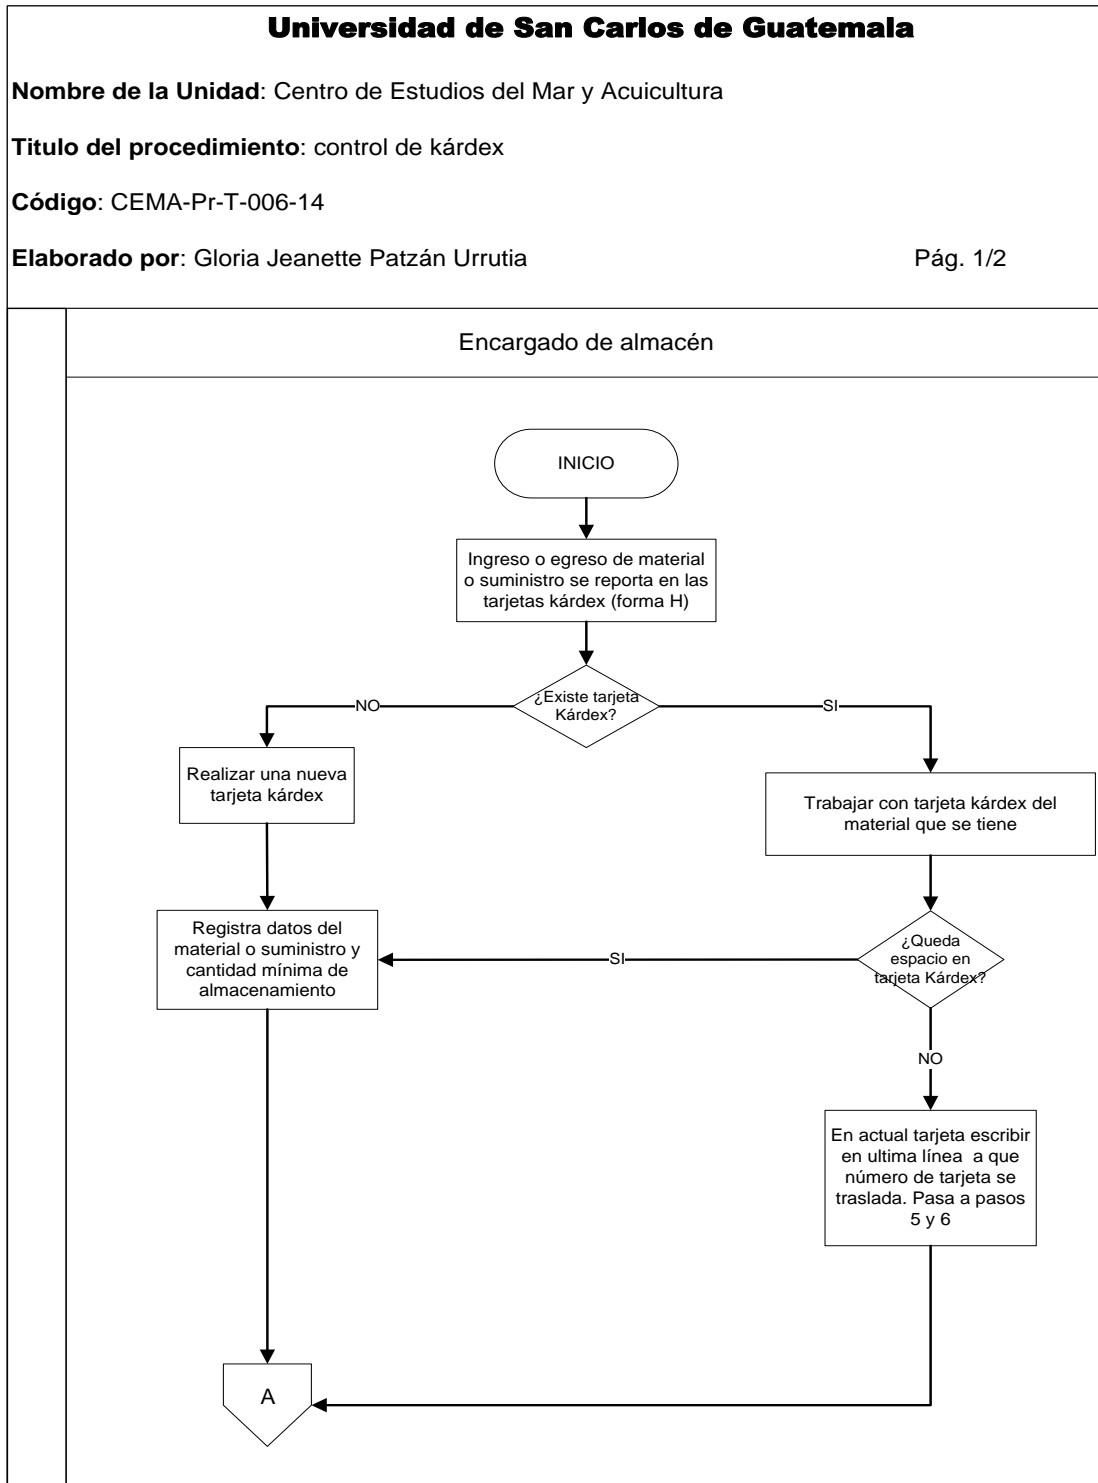 Universidad de San Carlos de Guatemala
Nombre de la Unidad: Centro de Estudios del Mar y Acuicultura
Titulo del procedimiento: control de kárdex
Código: CEMA-Pr-T-006-14
Elaborado por: Gloria Jeanette Patzán Urrutia Pág. 1/2
Encargado de almacén
INICIO
Ingreso o egreso de material
o suministro se reporta en las
tarjetas kárdex (forma H)
¿Existe tarjeta
Kárdex?
NO
SI
Realizar una nueva
tarjeta kárdex
Trabajar con tarjeta kárdex del
material que se tiene
Registra datos del
material o suministro y
cantidad mínima de
almacenamiento
SI
¿Queda
espacio en
tarjeta Kárdex?
NO
En actual tarjeta escribir
en ultima línea a que
número de tarjeta se
traslada. Pasa a pasos
5 y 6
A